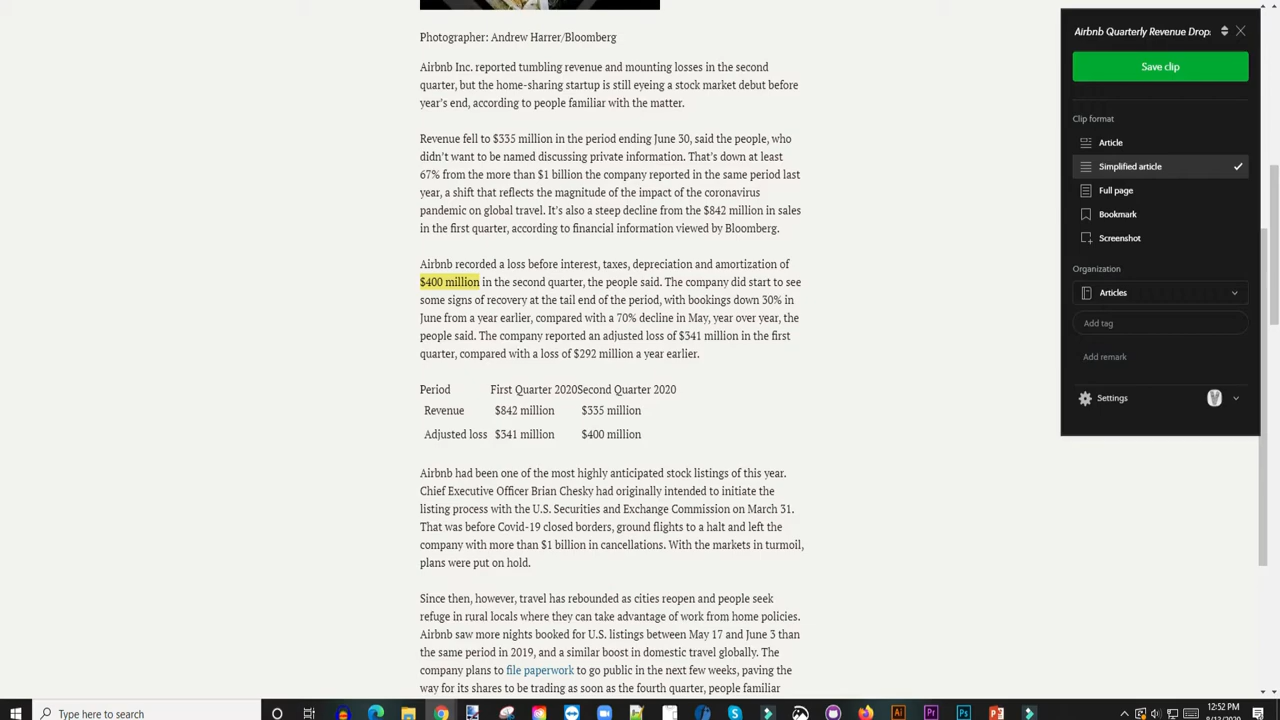 Photographer: Andrew Harrer/Bloomberg
Airbnb Inc. reported tumbling revenue and mounting losses in the second
quarter, but the home-sharing startup is still eyeing a stock market debut before
year's end, according to people familiar with the matter.
Revenue fell to $335 million in the period ending June 30, said the people, who
didn't want to be named discussing private information. That's down at least
67% from the more than $1 billion the company reported in the same period last
year, a shift that reflects the magnitude of the impact of the coronavirus
pandemic on global travel. It's also a steep decline from the $842 million in sales
in the first quarter, according to financial information viewed by Bloomberg.
Airbnb recorded a loss before interest, taxes, depreciation and amortization of
$400 million in the second quarter, the people said. The company did start to see
some signs of recovery at the tail end of the period, with bookings down 30% in
June from a year earlier, compared with a 70% decline in May, year over year, the
people said. The company reported an adjusted loss of $341 million in the first
quarter, compared with a loss of $292 million a year earlier.
Period First Quarter 2020Second Quarter 2020
Revenue $842 million $335 million
Adjusted loss $341 million $400 million
Airbnb had been one of the most highly anticipated stock listings of this year.
Chief Executive Officer Brian Chesky had originally intended to initiate the
listing process with the U.S. Securities and Exchange Commission on March 31.
That was before Covid-19 closed borders, ground flights to a halt and left the
company with more than $1 billion in cancellations. With the markets in turmoil,
plans were put on hold.
Since then, however, travel has rebounded as cities reopen and people seek
refuge in rural locals where they can take advantage of work from home policies.
Airbnb saw more nights booked for U.S. listings between May 17 and June 3 than
the same period in 2019, and a similar boost in domestic travel globally. The
company plans to file paperwork to go public in the next few weeks, paving the
way for its shares to be trading as soon as the fourth quarter, people familiar
Airbnb Quarterly Revenue Drop
Save clip
Clip format
Article
Simplified article
Full page
Bookmark
Screenshot
Organization
Articles
Add tag
Add remark
Settings
Type here to search
12:52 PM
8/13/2020